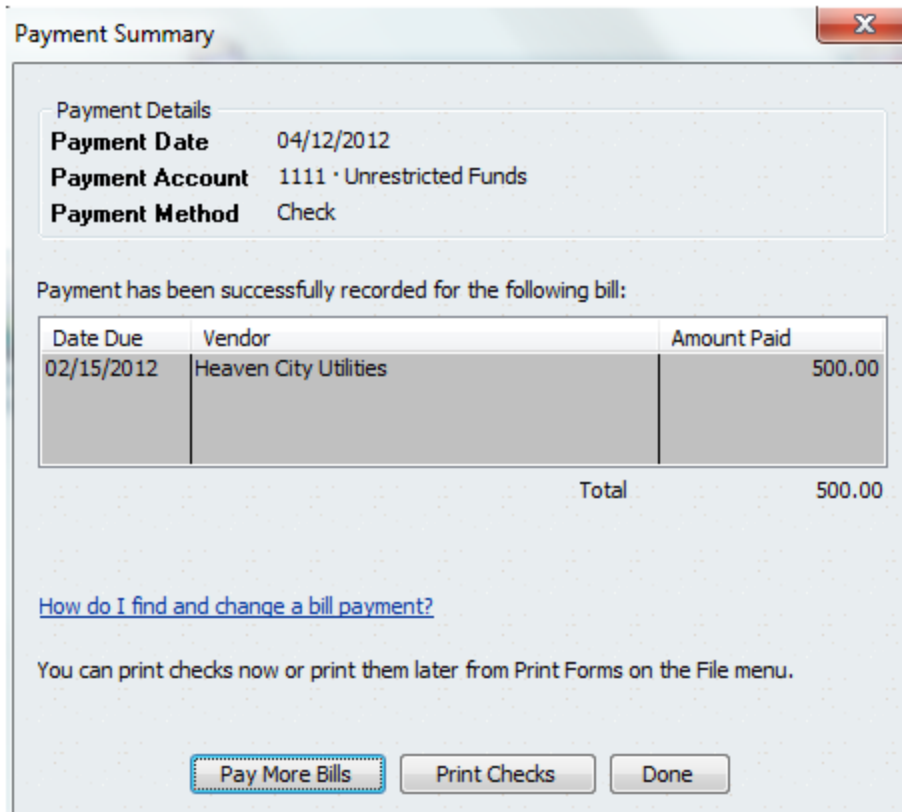 Payment Summary
Payment Details
Payment Date 04/12/2012
Payment Account 1111 · Unrestricted Funds
Payment Method Check
Payment has been successfully recorded for the following bill:
Date Due Vendor Amount Paid
02/15/2012 Heaven City Utilities 500.00
Total 500.00
How do I find and change a bill payment?
You can print checks now or print them later from Print Forms on the File menu.
Pay More Bills Print Checks Done